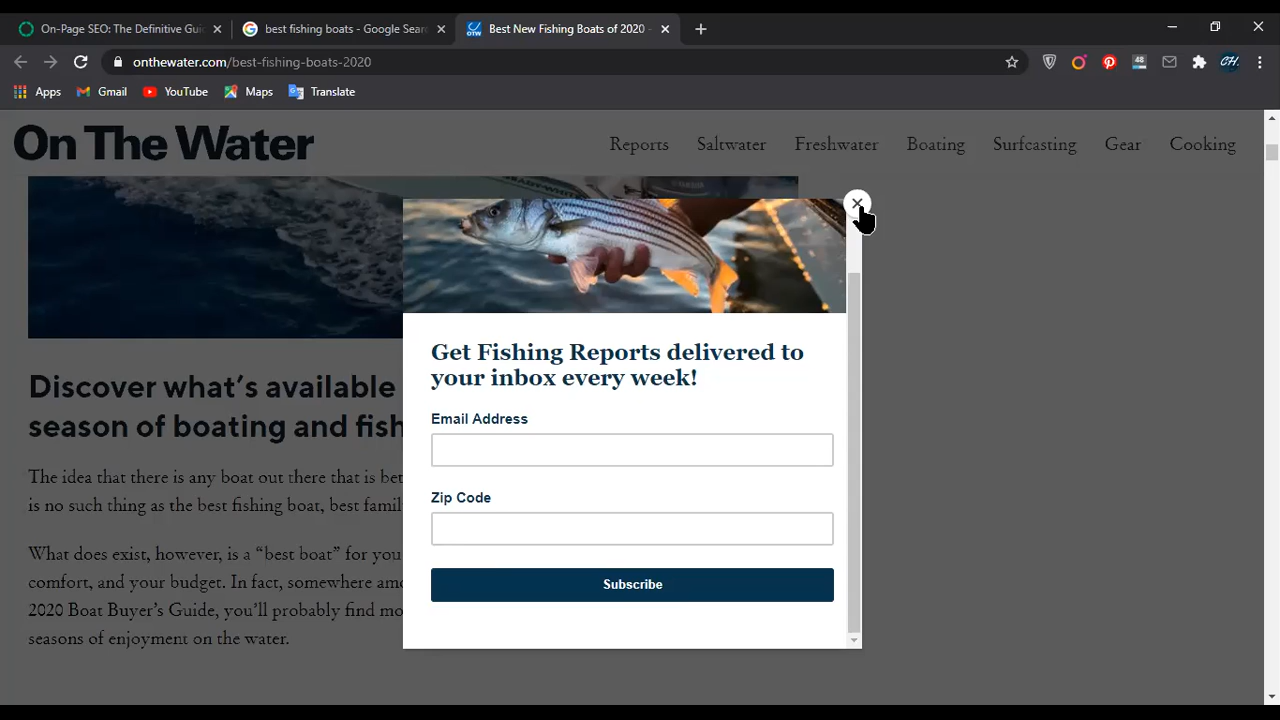 On-Page SEO: The Definitive Gui
best fishing boats - Google Sear
Best New Fishing Boats of 2020 -
onthewater.com/best-fishing-boats-2020
48
CH.
Apps
Gmail
YouTube
Maps
Translate
On The Water
Reports
Saltwater
Freshwater
Boating
Surfcasting
Gear
Cooking
Get Fishing Reports delivered to
your inbox every week!
Email Address
Zip Code
Subscribe
Discover what's available
season of boating and fish
The idea that there is any boat out there that is bet
is no such thing as the best fishing boat, best famil
What does exist, however, is a “best boat” for you
comfort, and your budget. In fact, somewhere amo
2020 Boat Buyer's Guide, you'll probably find mo
seasons of enjoyment on the water.